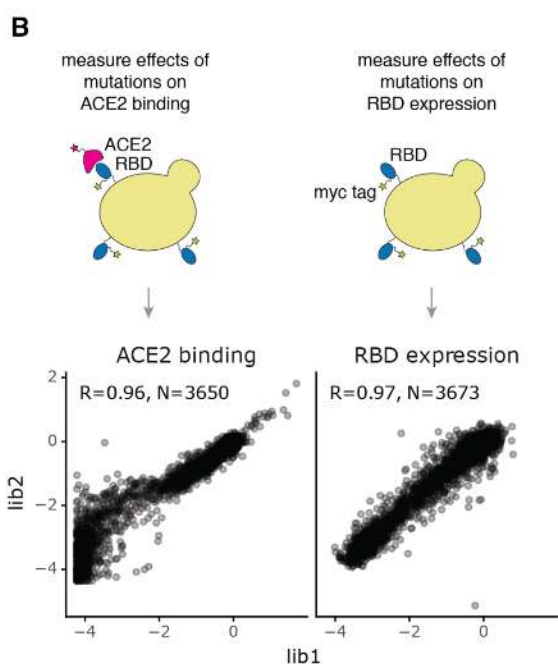 B
measure effects of
mutations on
ACE2 binding
measure effects of
mutations on
RBD expression
ACE2
RBD
RBD
myc tag
ACE2 binding
RBD expression
R=0.96, N=3650
R=0.97, N=3673
2
0
−2
−4
lib2
−4
−2
0
−4
−2
0
lib1